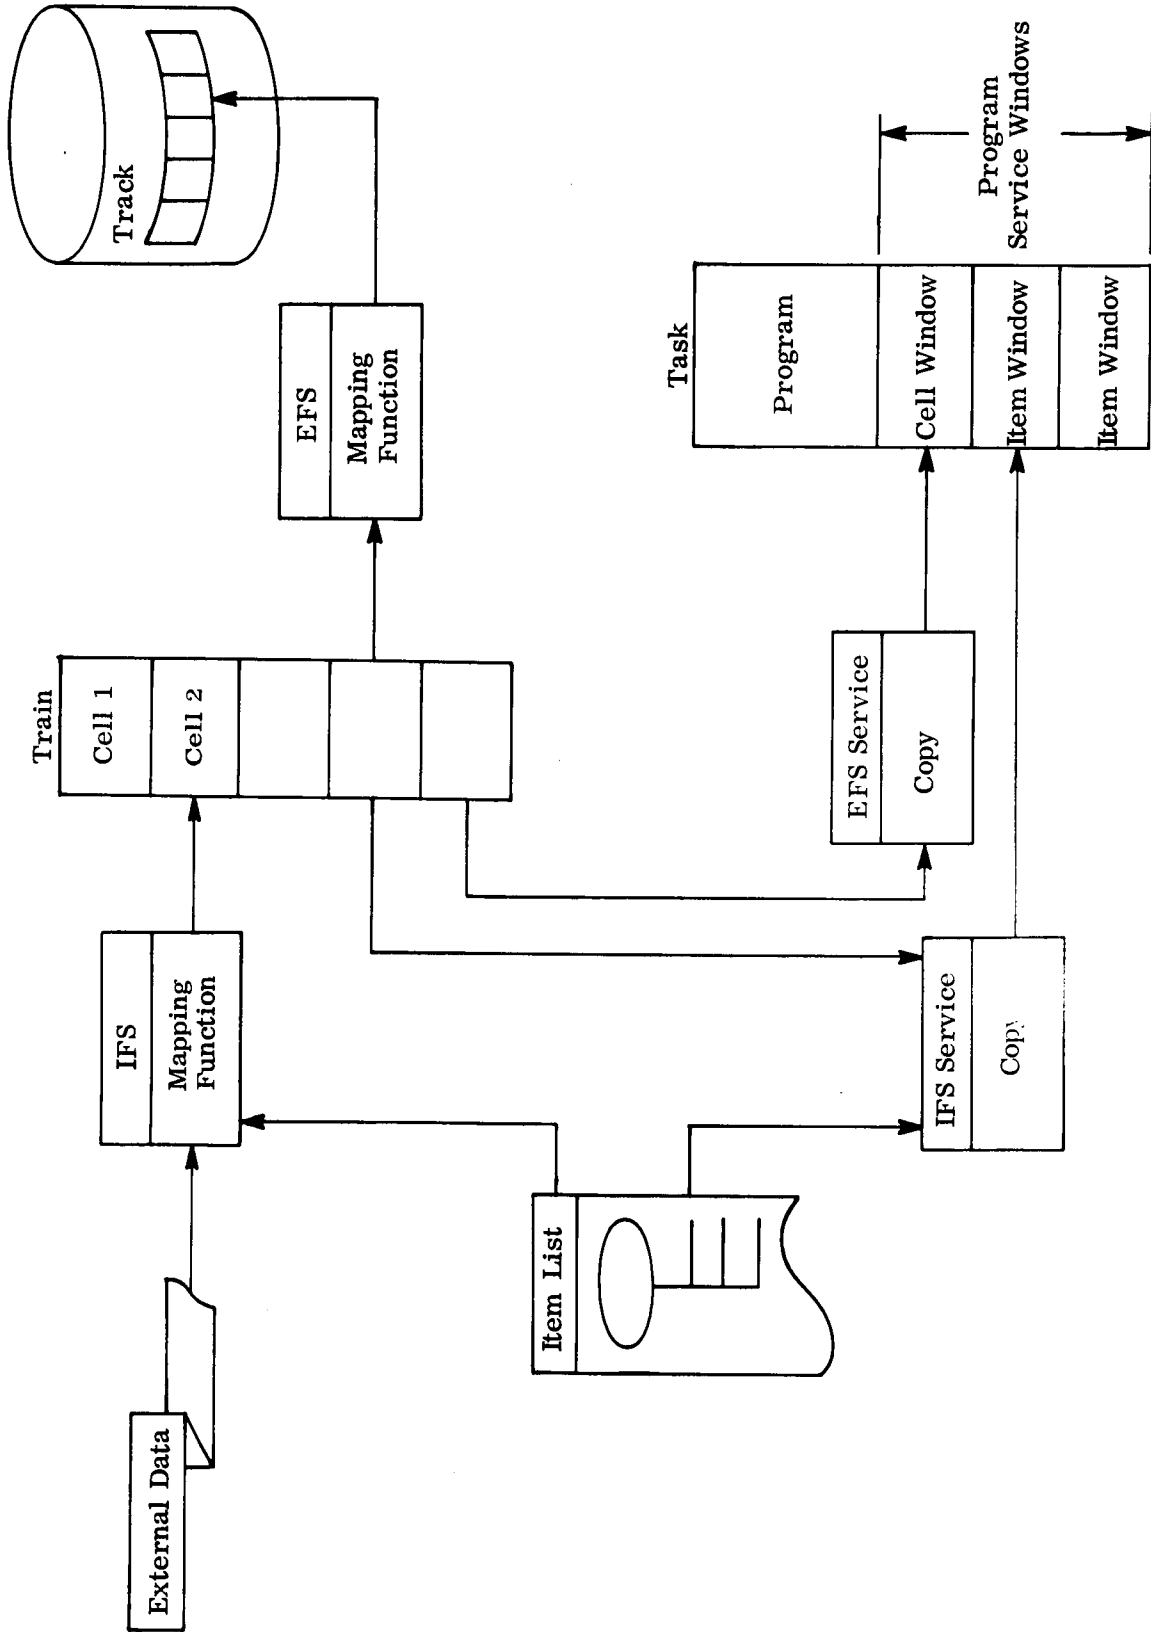 External Data
IFS
Mapping
Function
Train
Cell 1
Cell 2
EFS
Mapping
Function
Track
Item List
IFS Service
Copy
EFS Service
Copy
Task
Program
Cell Window
Item Window
Item Window
Program
Service Windows